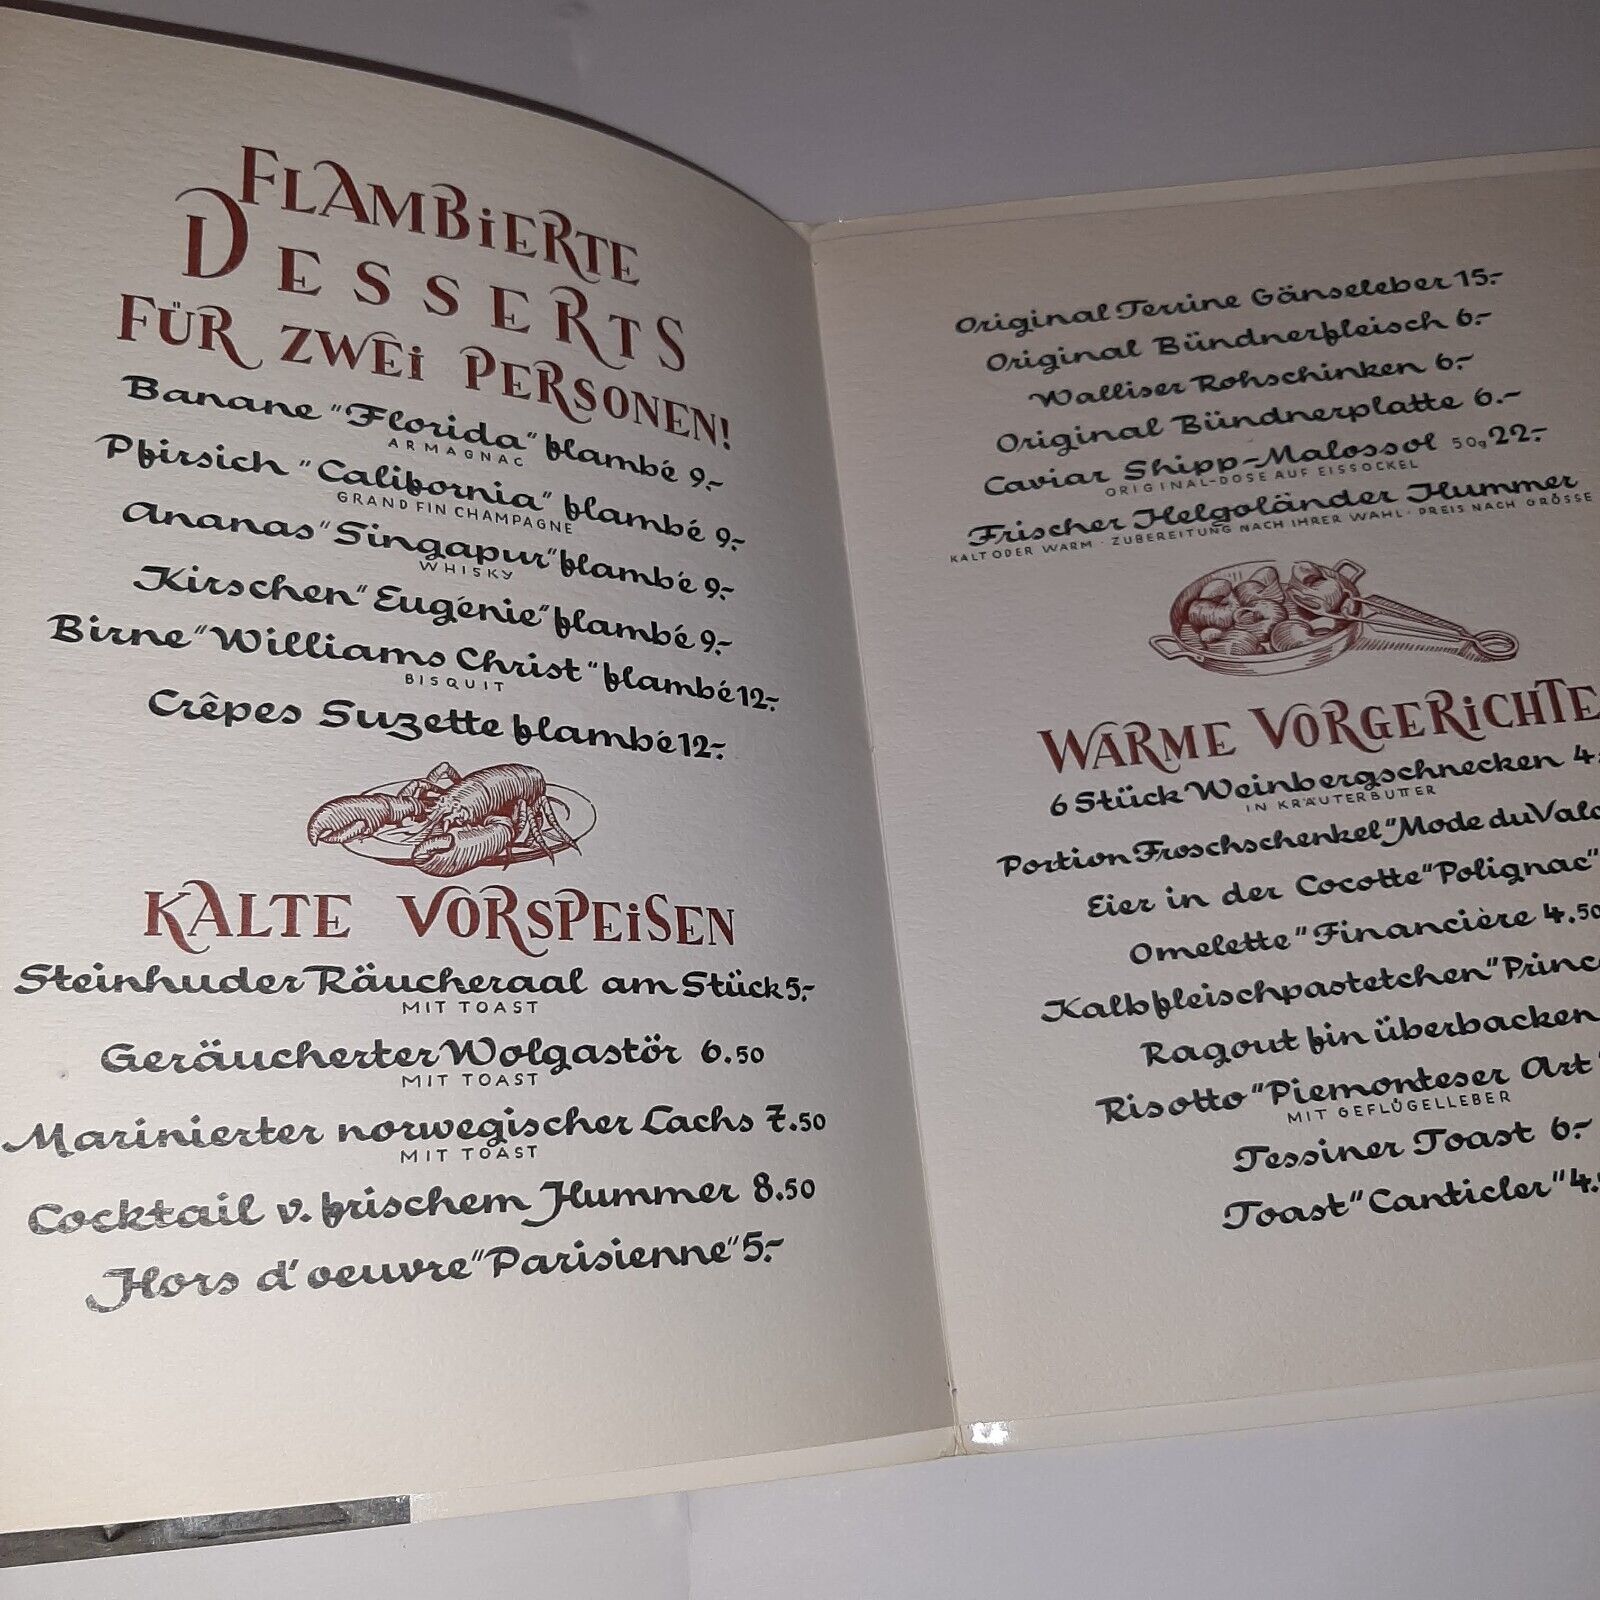 FLAMBiERTE
DESSERTS
FÜR ZWEi PERSONEN!
Banane "Florida" flambé 9.-
ARMAGNAC
Pfirsich "California" flambé 9.-
GRAND FIN CHAMPAGNE
Ananas "Singapur" flambé 9.-
WHISKY
Kirschen "Eugénie" flambé 9.-
Birne "Williams Christ" flambé 12.-
BISQUIT
Crêpes Suzette flambé 12.-
KALTE VORSPEiSEN
Steinhuder Räucheraal am Stück 5.-
MIT TOAST
Geräucherter Wolgastör 6.50
MIT TOAST
Marinierter norwegischer Lachs 7.50
MIT TOAST
Cocktail v. frischem Hummer 8.50
Hors d'oeuvre "Parisienne" 5.-
Original Terrine Gänseleber 15.-
Original Bündnerfleisch 6.-
Walliser Rohschinken 6.-
Original Bündnerplatte 6.-
Caviar Shipp-Malossol 50g 22.-
ORIGINAL-DOSE AUF EISSOCKEL
Frischer Helgoländer Hummer
KALT ODER WARM · ZUBEREITUNG NACH IHRER WAHL · PREIS NACH GRÖSSE
WARME VORGERiCHTE
6 Stück Weinbergschnecken 4.
IN KRÄUTERBUTTER
Portion Froschschenkel "Mode du
Eier in der Cocotte "Polignac"
Omelette "Financière 4.50
Kalbfleischpastetchen
Ragout fin überbacken
Risotto "Piemonteser Art
MIT GEFLÜGELLEBER
Tessiner Toast 6.-
Toast "Canticler" 4.